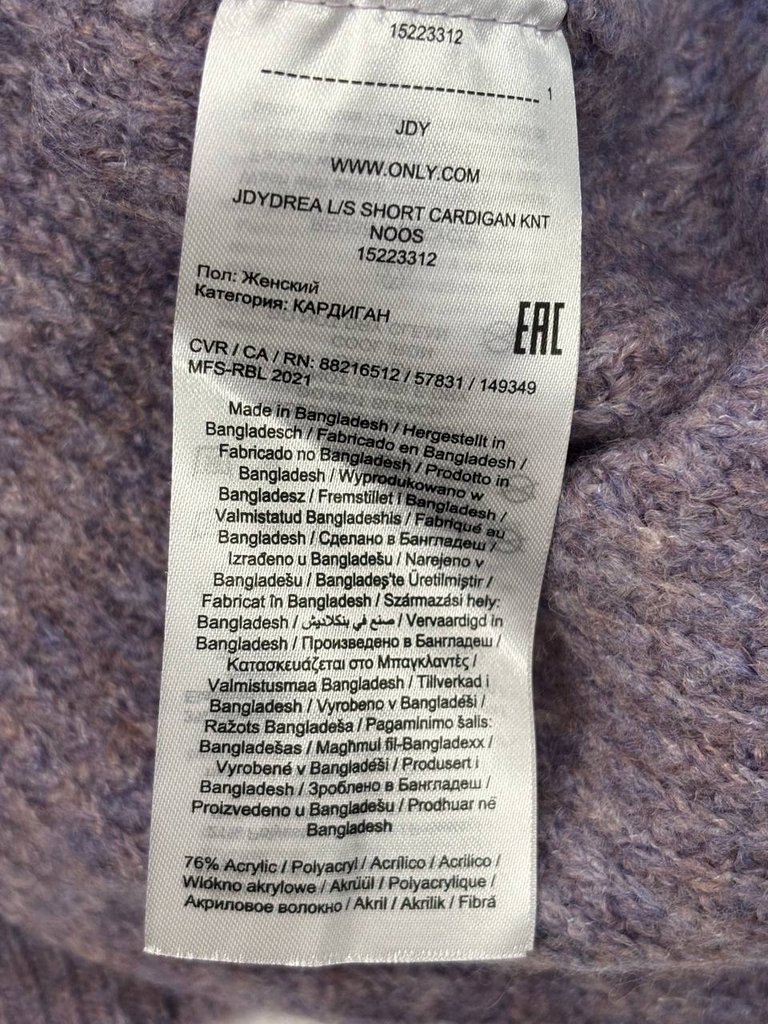 15223312
1
JDY
WWW.ONLY.COM
JDYDREA L/S SHORT CARDIGAN KNT
NOOS
15223312
Пол: Женский
Категория: КАРДИГАН
EAC
CVR / CA / RN: 88216512 / 57831 / 149349
MFS-RBL 2021
Made in Bangladesh / Hergestellt in
Bangladesch / Fabricado en Bangladesh /
Fabricado no Bangladesh / Prodotto in
Bangladesh / Wyprodukowano w
Bangladesz / Fremstillet i Bangladesh /
Valmistatud Bangladeshis / Fabriqué au
Bangladesh / Сделано в Бангладеш /
Izrađeno u Bangladešu / Narejeno v
Bangladešu / Bangladeş'te Üretilmiştir /
Fabricat în Bangladesh / Származási hely:
Bangladesh / صنع في بنكلاديش / Vervaardigd in
Bangladesh / Произведено в Бангладеш /
Κατασκευάζεται στο Μπαγκλαντές /
Valmistusmaa Bangladesh / Tillverkad i
Bangladesh / Vyrobeno v Bangladéši /
Ražots Bangladeša / Pagaminimo šalis:
Bangladešas / Magħmul fil-Bangladexx /
Vyrobené v Bangladéši / Produsert i
Bangladesh / Зроблено в Бангладеш /
Proizvedeno u Bangladešu / Prodhuar në
Bangladesh
76% Acrylic / Polyacryl / Acrílico / Acrilico /
Włókno akrylowe / Akrüül / Polyacrylique /
Акриловое волокно / Akril / Akrilik / Fibră